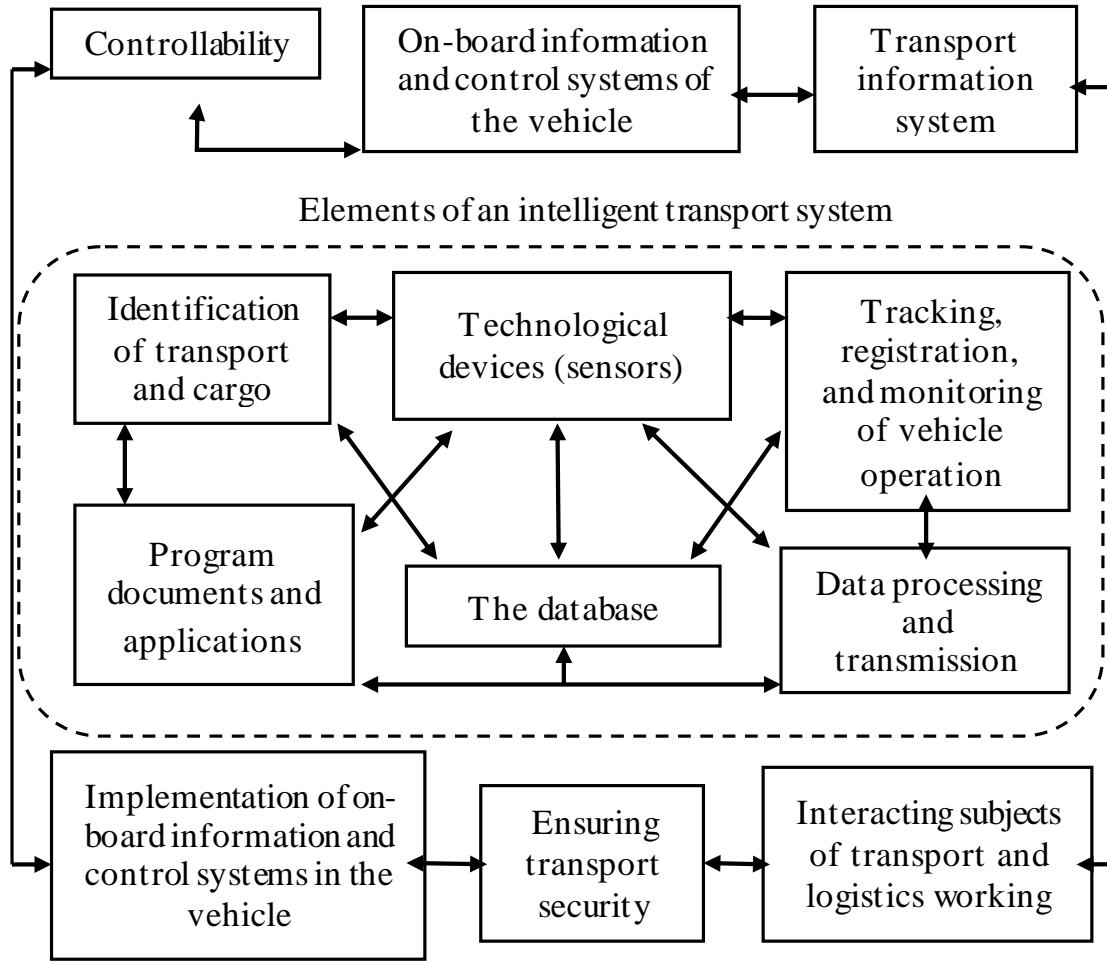 Controllability
On-board information
and control systems of
the vehicle
Transport
information
system
Elements of an intelligent transport system
Identification
of transport
and cargo
Technological
devices (sensors)
Tracking,
registration,
and monitoring
of vehicle
operation
Program
documents and
applications
The database
Data processing
and
transmission
Implementation of on-
board information and
control systems in the
vehicle
Ensuring
transport
security
Interacting subjects
of transport and
logistics working